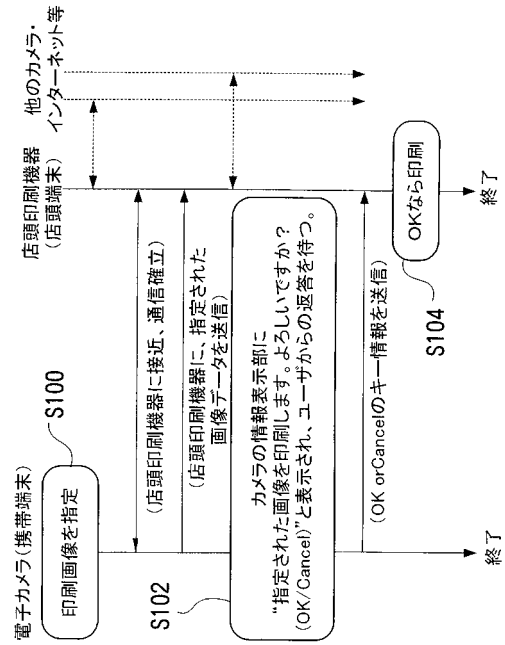 電子カメラ(携帯端末)
店頭印刷機器
(店頭端末)
他のカメラ・
インターネット等
S100
印刷画像を指定
(店頭印刷機器に接近、通信確立)
(店頭印刷機器に、指定された
画像データを送信)
S102
カメラの情報表示部に
“指定された画像を印刷します。よろしいですか?
(OK/Cancel)”と表示され、ユーザからの返答を待つ。
(OK orCancelのキー情報を送信)
OKなら印刷
S104
終了
終了